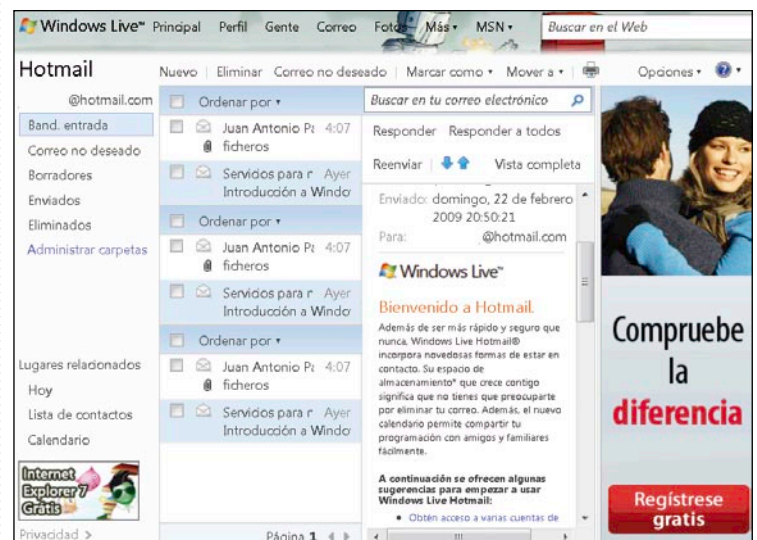 Windows Live™ Principal Perfil Gente Correo Fotos Más MSN Buscar en el Web
Hotmail
Nuevo | Eliminar Correo no deseado | Marcar como Mover a | Opciones
@hotmail.com
Band. entrada
Correo no deseado
Borradores
Enviados
Eliminados
Administrar carpetas
Lugares relacionados
Hoy
Lista de contactos
Calendario
Internet
Explorer 7
Gratis
Privacidad >
Ordenar por
Juan Antonio Pa 4:07
ficheros
Servicios para r Ayer
Introducción a Windov
Ordenar por
Juan Antonio Pa 4:07
ficheros
Servicios para r Ayer
Introducción a Windov
Ordenar por
Juan Antonio Pa 4:07
ficheros
Servicios para r Ayer
Introducción a Windov
Página 1
Buscar en tu correo electrónico
Responder Responder a todos
Reenviar | Vista completa
Enviado: domingo, 22 de febrero
2009 20:50:21
Para: @hotmail.com
Windows Live™
Bienvenido a Hotmail.
Además de ser más rápido y seguro que
nunca, Windows Live Hotmail®
incorpora novedosas formas de estar en
contacto. Su espacio de
almacenamiento* que crece contigo
significa que no tienes que preocuparte
por eliminar tu correo. Además, el nuevo
calendario permite compartir tu
programación con amigos y familiares
fácilmente.
A continuación se ofrecen algunas
sugerencias para empezar a usar
Windows Live Hotmail:
• Obtén acceso a varias cuentas de
Compruebe
la
diferencia
Regístrese
gratis